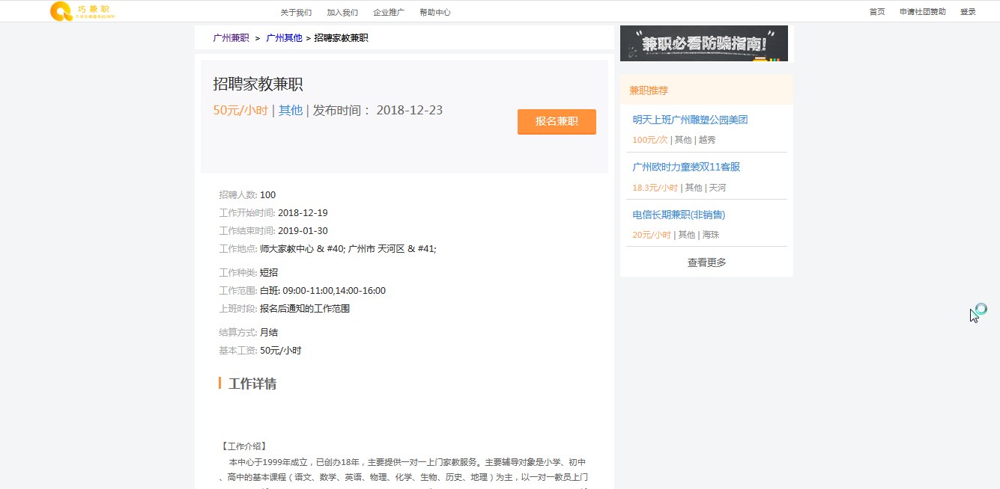 巧兼职
关于我们 加入我们 企业推广 帮助中心
首页 申请社团赞助 登录
广州兼职 > 广州其他 > 招聘家教兼职
招聘家教兼职
50元/小时 | 其他 | 发布时间： 2018-12-23
报名兼职
招聘人数: 100
工作开始时间: 2018-12-19
工作结束时间: 2019-01-30
工作地点: 师大家教中心 & #40; 广州市 天河区 & #41;
工作种类: 短招
工作范围: 白班: 09:00-11:00,14:00-16:00
上班时段: 报名后通知的工作范围
结算方式: 月结
基本工资: 50元/小时
工作详情
【工作介绍】
本中心于1999年成立，已创办18年，主要提供一对一上门家教服务。主要辅导对象是小学、初中
、高中的基本课程（语文、数学、英语、物理、化学、生物、历史、地理）为主，以一对一教员上门
"兼职必看防骗指南!"
兼职推荐
明天上班广州雕塑公园美团
100元/次 | 其他 | 越秀
广州欧时力童装双11客服
18.3元/小时 | 其他 | 天河
电信长期兼职(非销售)
20元/小时 | 其他 | 海珠
查看更多